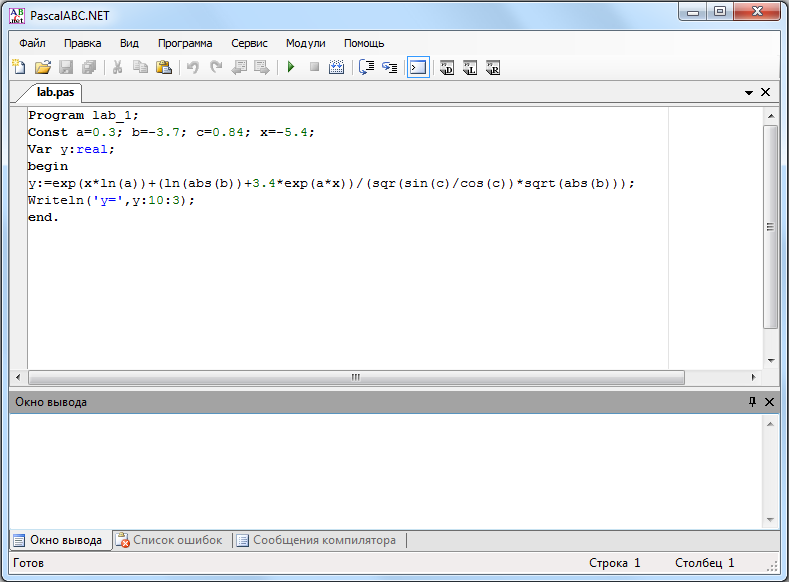 PascalABC.NET
Файл Правка Вид Программа Сервис Модули Помощь
lab.pas
Program lab_1;
Const a=0.3; b=-3.7; c=0.84; x=-5.4;
Var y:real;
begin
y:=exp(x*ln(a))+(ln(abs(b))+3.4*exp(a*x))/(sqr(sin(c)/cos(c))*sqrt(abs(b)));
Writeln('y=',y:10:3);
end.
Окно вывода
Окно вывода Список ошибок Сообщения компилятора
Готов Строка 1 Столбец 1